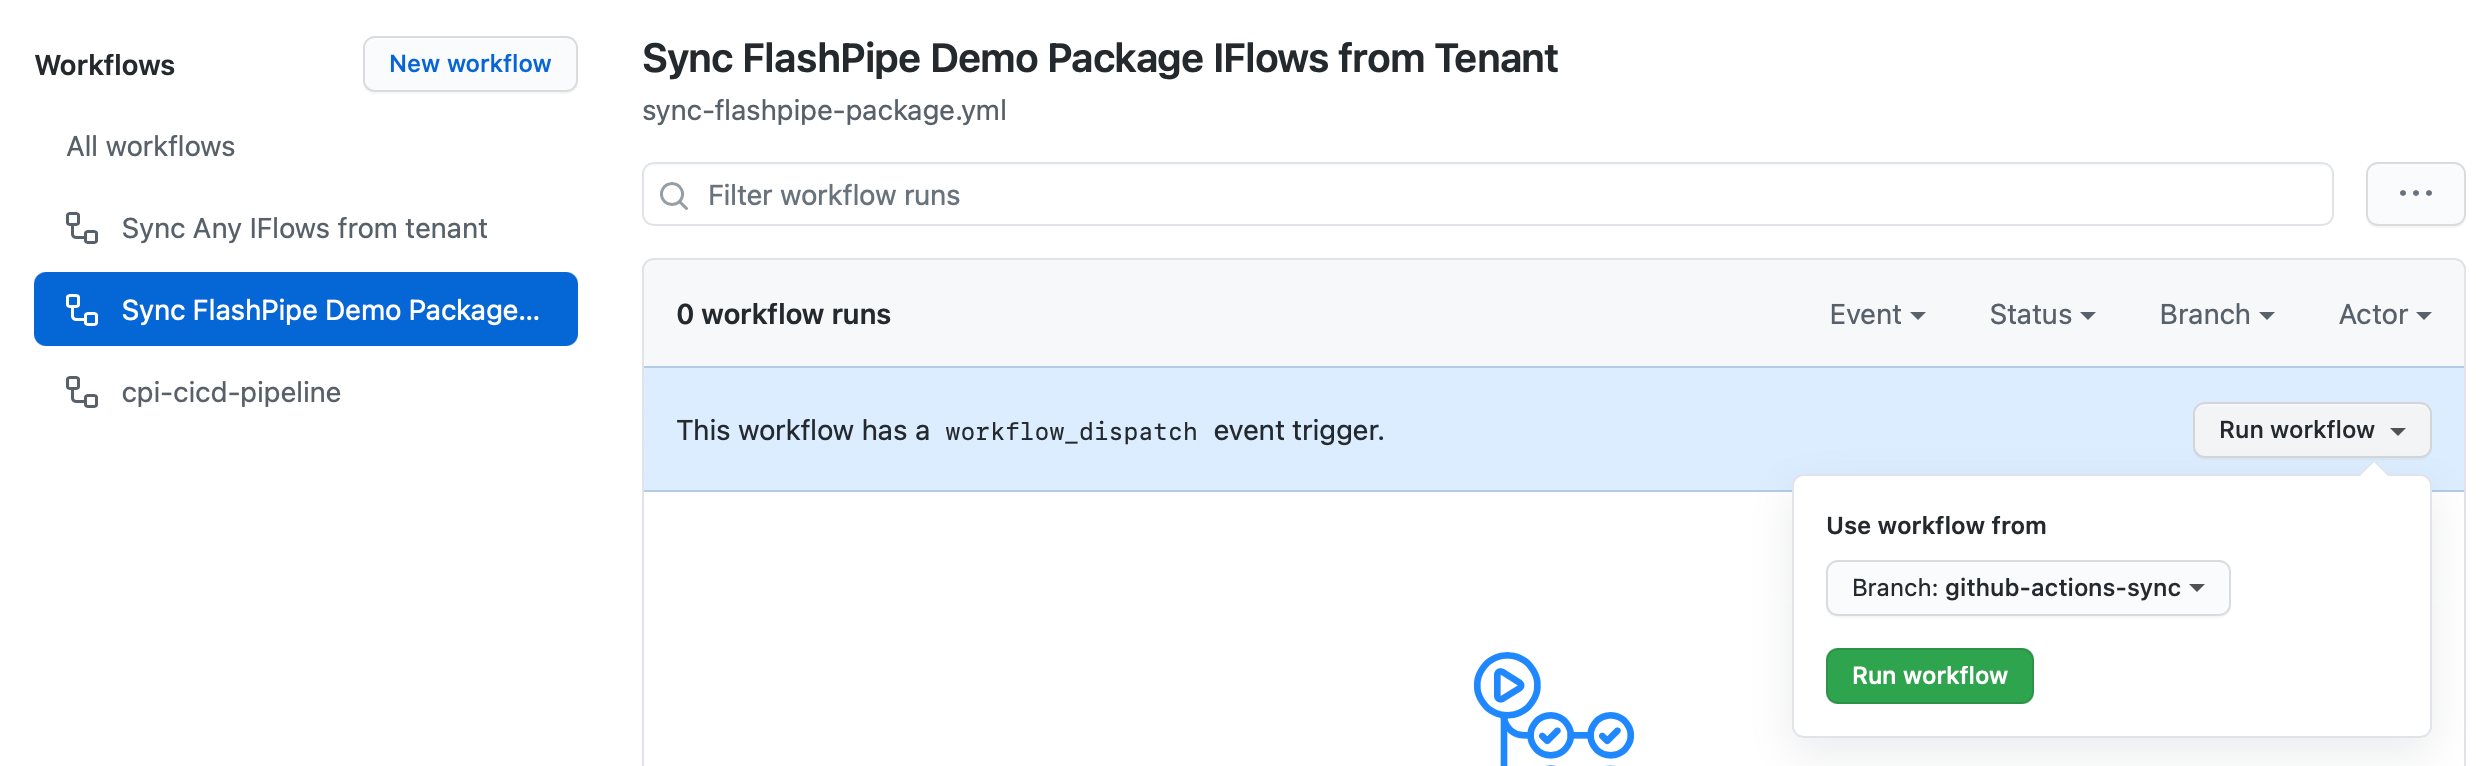 Workflows
New workflow
All workflows
Sync Any IFlows from tenant
Sync FlashPipe Demo Package...
cpi-cicd-pipeline
Sync FlashPipe Demo Package IFlows from Tenant
sync-flashpipe-package.yml
Filter workflow runs
0 workflow runs
Event
Status
Branch
Actor
This workflow has a workflow_dispatch event trigger.
Run workflow
Use workflow from
Branch: github-actions-sync
Run workflow